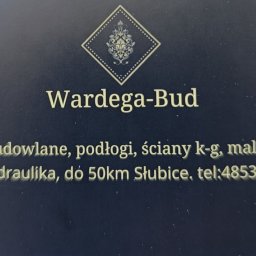 Wardega-Bud
udowlane, podłogi, ściany k-g, mal
draulika, do 50km Słubice. tel:4853